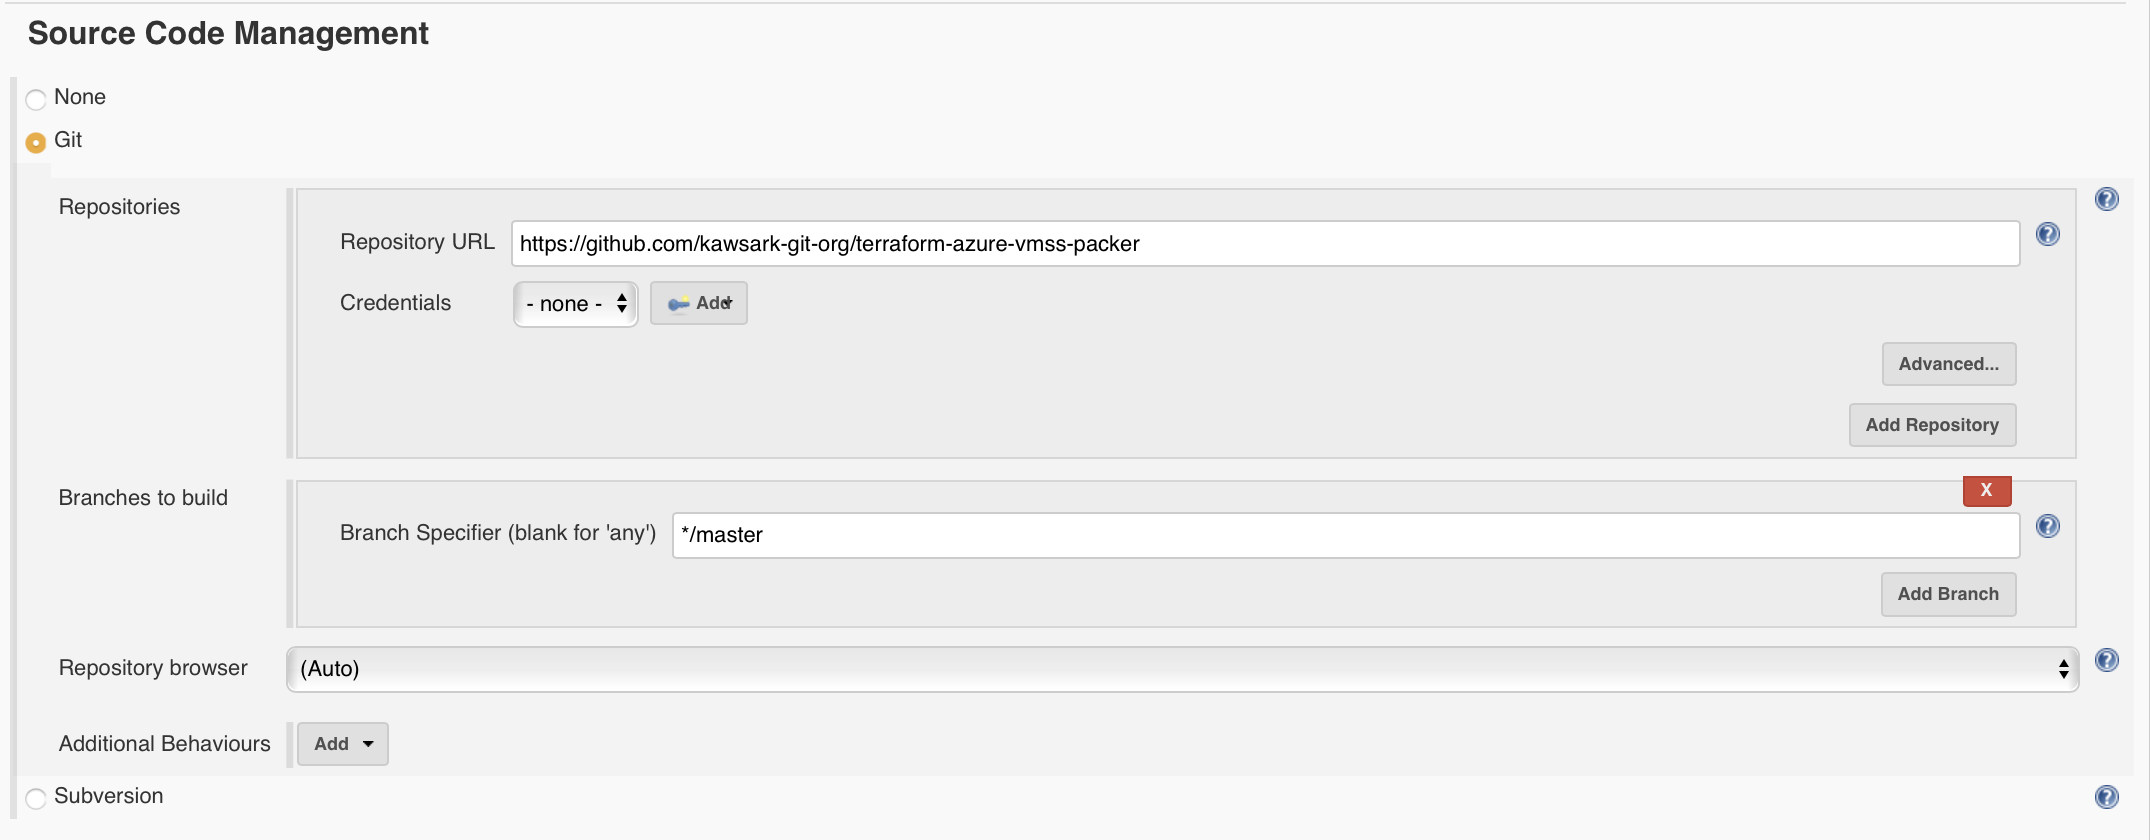 Source Code Management
None
Git
Repositories
Repository URL https://github.com/kawsark-git-org/terraform-azure-vmss-packer
Credentials - none - Add
Advanced...
Add Repository
Branches to build
X
Branch Specifier (blank for 'any') */master
Add Branch
Repository browser (Auto)
Additional Behaviours Add
Subversion